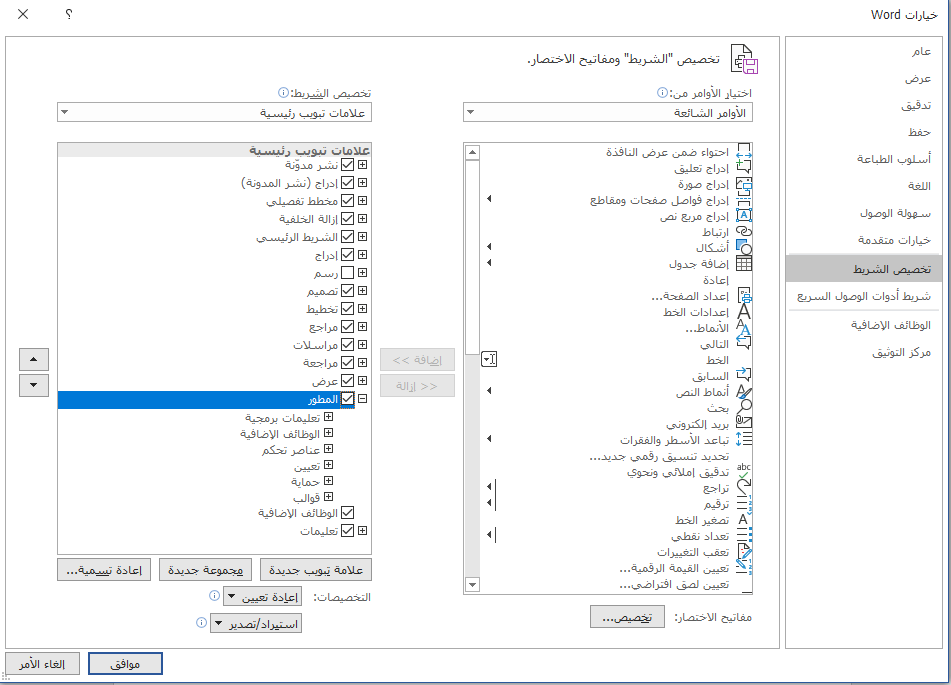 خيارات Word
؟
عام
عرض
تدقيق
حفظ
أسلوب الطباعة
اللغة
سهولة الوصول
خيارات متقدمة
تخصيص الشريط
شريط أدوات الوصول السريع
الوظائف الإضافية
مركز التوثيق
تخصيص "الشريط" ومفاتيح الاختصار.
اختيار الأوامر من:
الأوامر الشائعة
احتواء ضمن عرض النافذة
إدراج تعليق
إدراج صورة
إدراج فواصل صفحات ومقاطع
إدراج مربع نص
ارتباط
أشكال
إضافة جدول
إعادة
إعداد الصفحة...
إعدادات الخط
الأنماط...
التالي
الخط
السابق
أنماط النص
بحث
بريد إلكتروني
تباعد الأسطر والفقرات
تحديد تنسيق رقمي جديد...
تدقيق إملائي ونحوي
تراجع
ترقيم
تصغير الخط
تعداد نقطي
تعقب التغييرات
تعيين القيمة الرقمية...
تعيين لصق افتراضي...
مفاتيح الاختصار:
تخصيص...
إضافة >>
<< إزالة
تخصيص الشريط:
علامات تبويب رئيسية
علامات تبويب رئيسية
نشر مدوّنة
إدراج (نشر المدونة)
مخطط تفصيلي
إزالة الخلفية
الشريط الرئيسي
إدراج
رسم
تصميم
تخطيط
مراجع
مراسلات
مراجعة
عرض
المطور
تعليمات برمجية
الوظائف الإضافية
عناصر تحكم
تعيين
حماية
قوالب
الوظائف الإضافية
تعليمات
علامة تبويب جديدة
مجموعة جديدة
إعادة تسمية...
التخصيصات:
إعادة تعيين
استيراد/تصدير
موافق
إلغاء الأمر